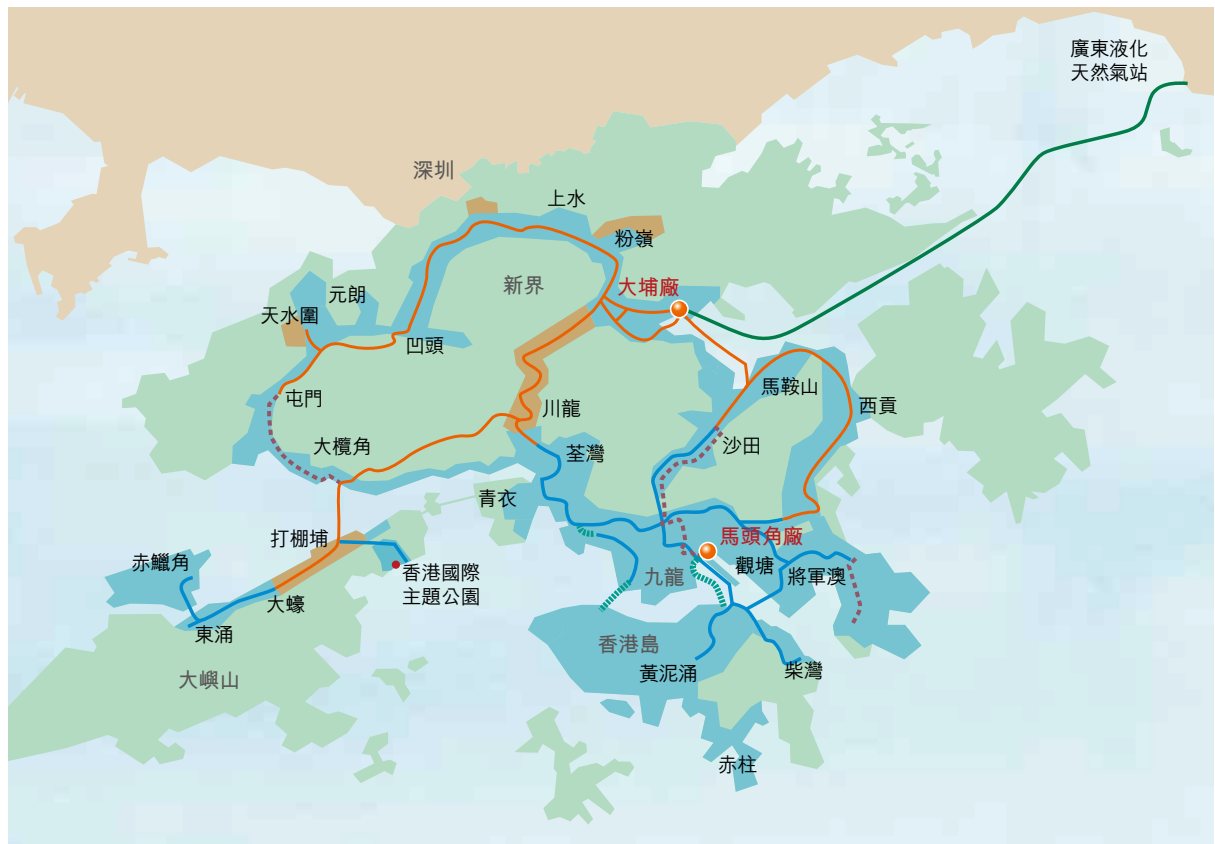 廣東液化
天然氣站
深圳
上水
粉嶺
新界
大埔廠
元朗
天水圍
凹頭
馬鞍山
屯門
川龍
西貢
大欖角
沙田
荃灣
青衣
打棚埔
馬頭角廠
赤鱲角
觀塘
香港國際
主題公園
九龍
將軍澳
大蠔
東涌
香港島
大嶼山
黃泥涌
柴灣
赤柱